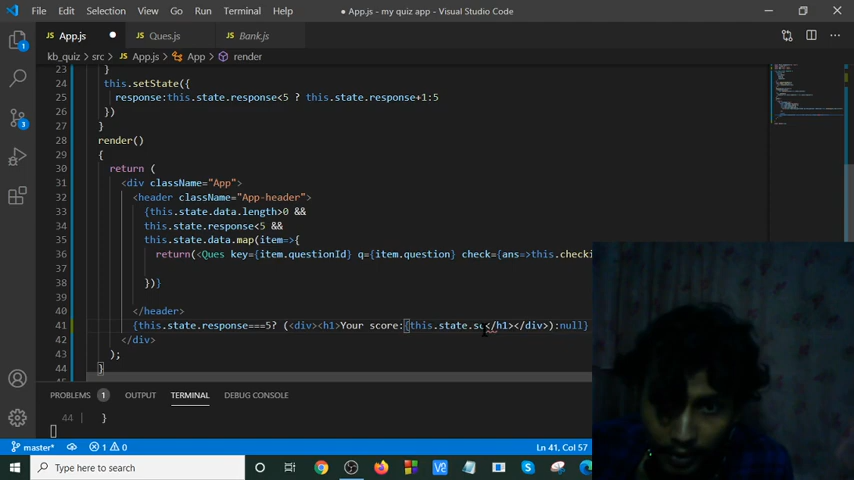 File Edit Selection View Go Run Terminal Help ● App.js - my quiz app - Visual Studio Code
App.js ● Ques.js Bank.js
kb_quiz > src > App.js > App > render
23 }
24 this.setState({
25 response:this.state.response<5 ? this.state.response+1:5
26 })
27 }
28 render()
29 {
30 return (
31 <div className="App">
32 <header className="App-header">
33 {this.state.data.length>0 &&
34 this.state.response<5 &&
35 this.state.data.map(item=>{
36 return(<Ques key={item.questionId} q={item.question} check={ans=>this.checki
37
38 })}
39
40 </header>
41 {this.state.response===5? (<div><h1>Your score:{this.state.sc</h1></div>):null}
42 </div>
43 );
44 }
PROBLEMS 1 OUTPUT TERMINAL DEBUG CONSOLE
44 | }
master* 1 0 Ln 41, Col 57
Type here to search